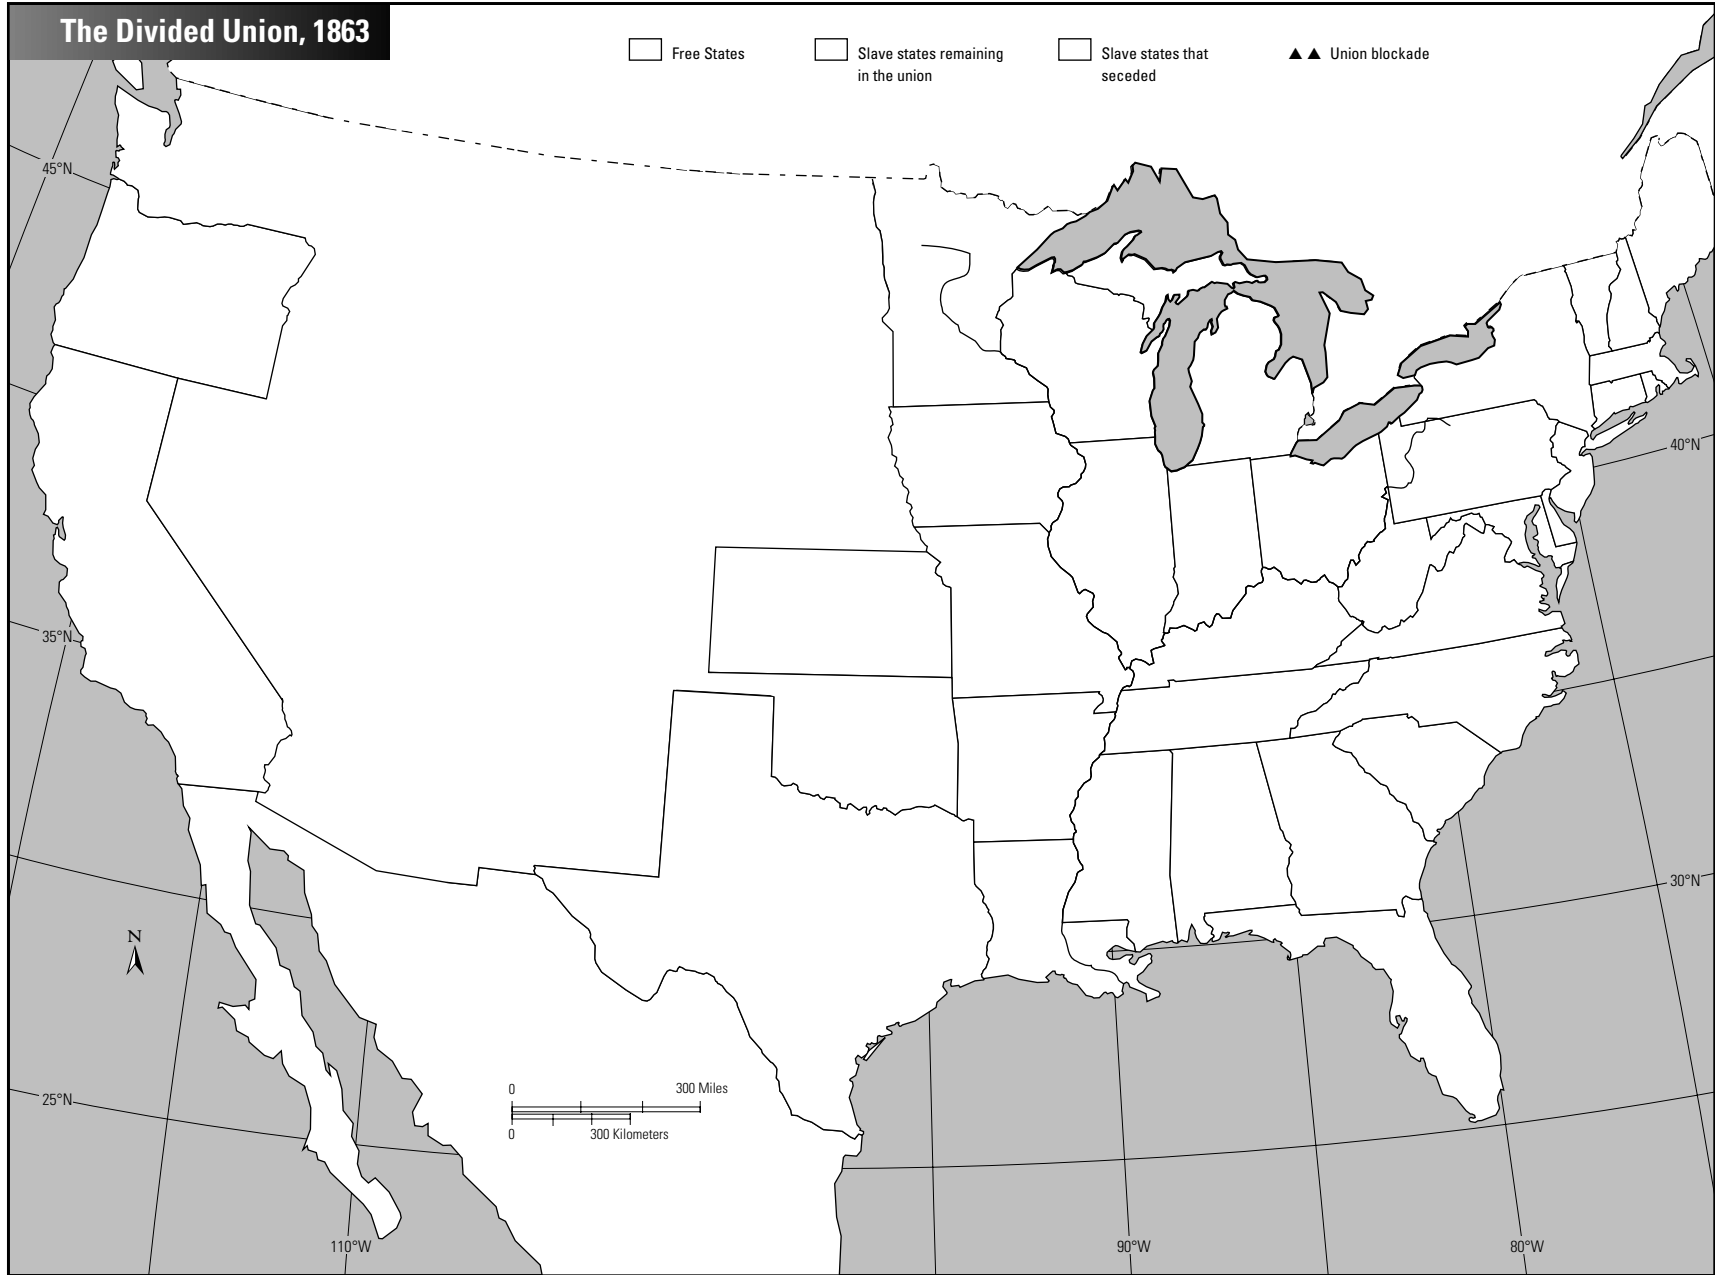 The Divided Union, 1863
Free States
Slave states remaining
in the union
Slave states that
seceded
▲ ▲ Union blockade
45°N
40°N
35°N
30°N
N
25°N
0 300 Miles
0 300 Kilometers
110°W
90°W
80°W